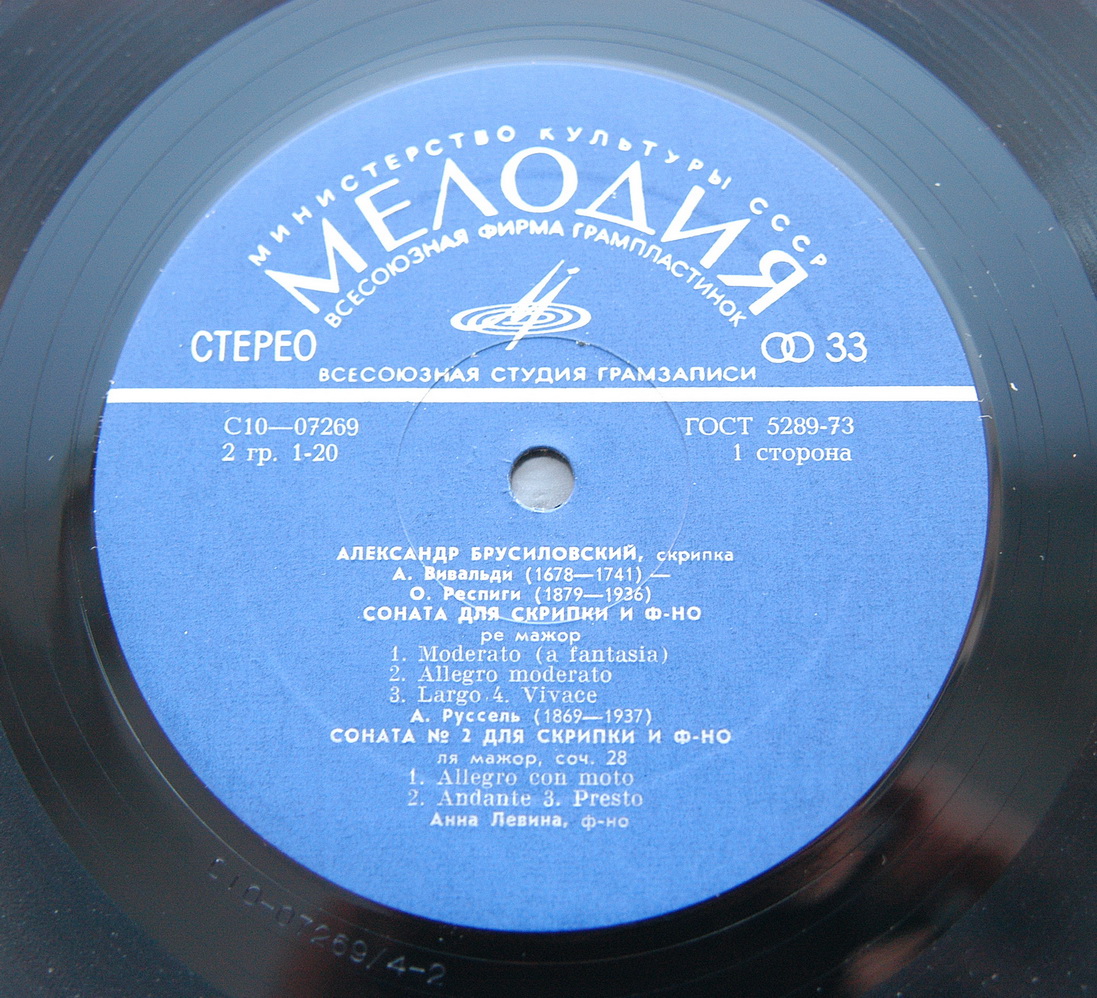 МИНИСТЕРСТВО КУЛЬТУРЫ СССР
МЕЛОДИЯ
ВСЕСОЮЗНАЯ ФИРМА ГРАМПЛАСТИНОК
СТЕРЕО
33
ВСЕСОЮЗНАЯ СТУДИЯ ГРАМЗАПИСИ
С10—07269
ГОСТ 5289-73
2 гр. 1-20
1 сторона
АЛЕКСАНДР БРУСИЛОВСКИЙ, скрипка
А. Вивальди (1678—1741) —
О. Респиги (1879—1936)
СОНАТА ДЛЯ СКРИПКИ И Ф-НО
ре мажор
1. Moderato (a fantasia)
2. Allegro moderato
3. Largo 4. Vivace
А. Руссель (1869—1937)
СОНАТА № 2 ДЛЯ СКРИПКИ И Ф-НО
ля мажор, соч. 28
1. Allegro con moto
2. Andante 3. Presto
Анна Левина, ф-но
С10-07269/4-2